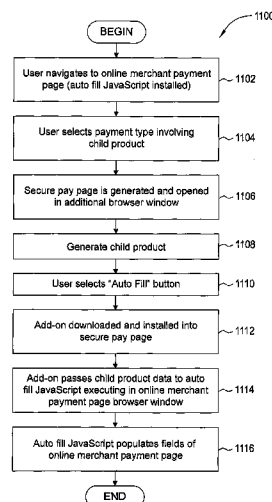 1100
BEGIN
User navigates to online merchant payment
page (auto fill JavaScript installed)
1102
User selects payment type involving
child product
1104
Secure pay page is generated and opened
in additional browser window
1106
Generate child product
1108
User selects "Auto Fill" button
1110
Add-on downloaded and installed into
secure pay page
1112
Add-on passes child product data to auto
fill JavaScript executing in online merchant
payment page browser window
1114
Auto fill JavaScript populates fields of
online merchant payment page
1116
END